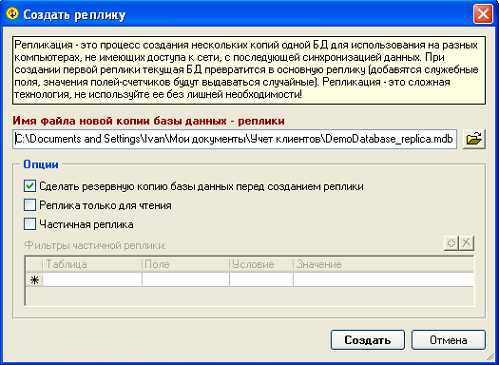 Создать реплику
Репликация - это процесс создания нескольких копий одной БД для использования на разных
компьютерах, не имеющих доступа к сети, с последующей синхронизацией данных. При
создании первой реплики текущая БД превратится в основную реплику (добавятся служебные
поля, значения полей-счетчиков будут выдаваться случайные). Репликация - это сложная
технология, не используйте ее без лишней необходимости!
Имя файла новой копии базы данных - реплики
C:\Documents and Settings\Ivan\Мои документы\Учет клиентов\DemoDatabase_replica.mdb
Опции
Сделать резервную копию базы данных перед созданием реплики
Реплика только для чтения
Частичная реплика
Фильтры частичной реплики:
Таблица Поле Условие Значение
Создать Отмена